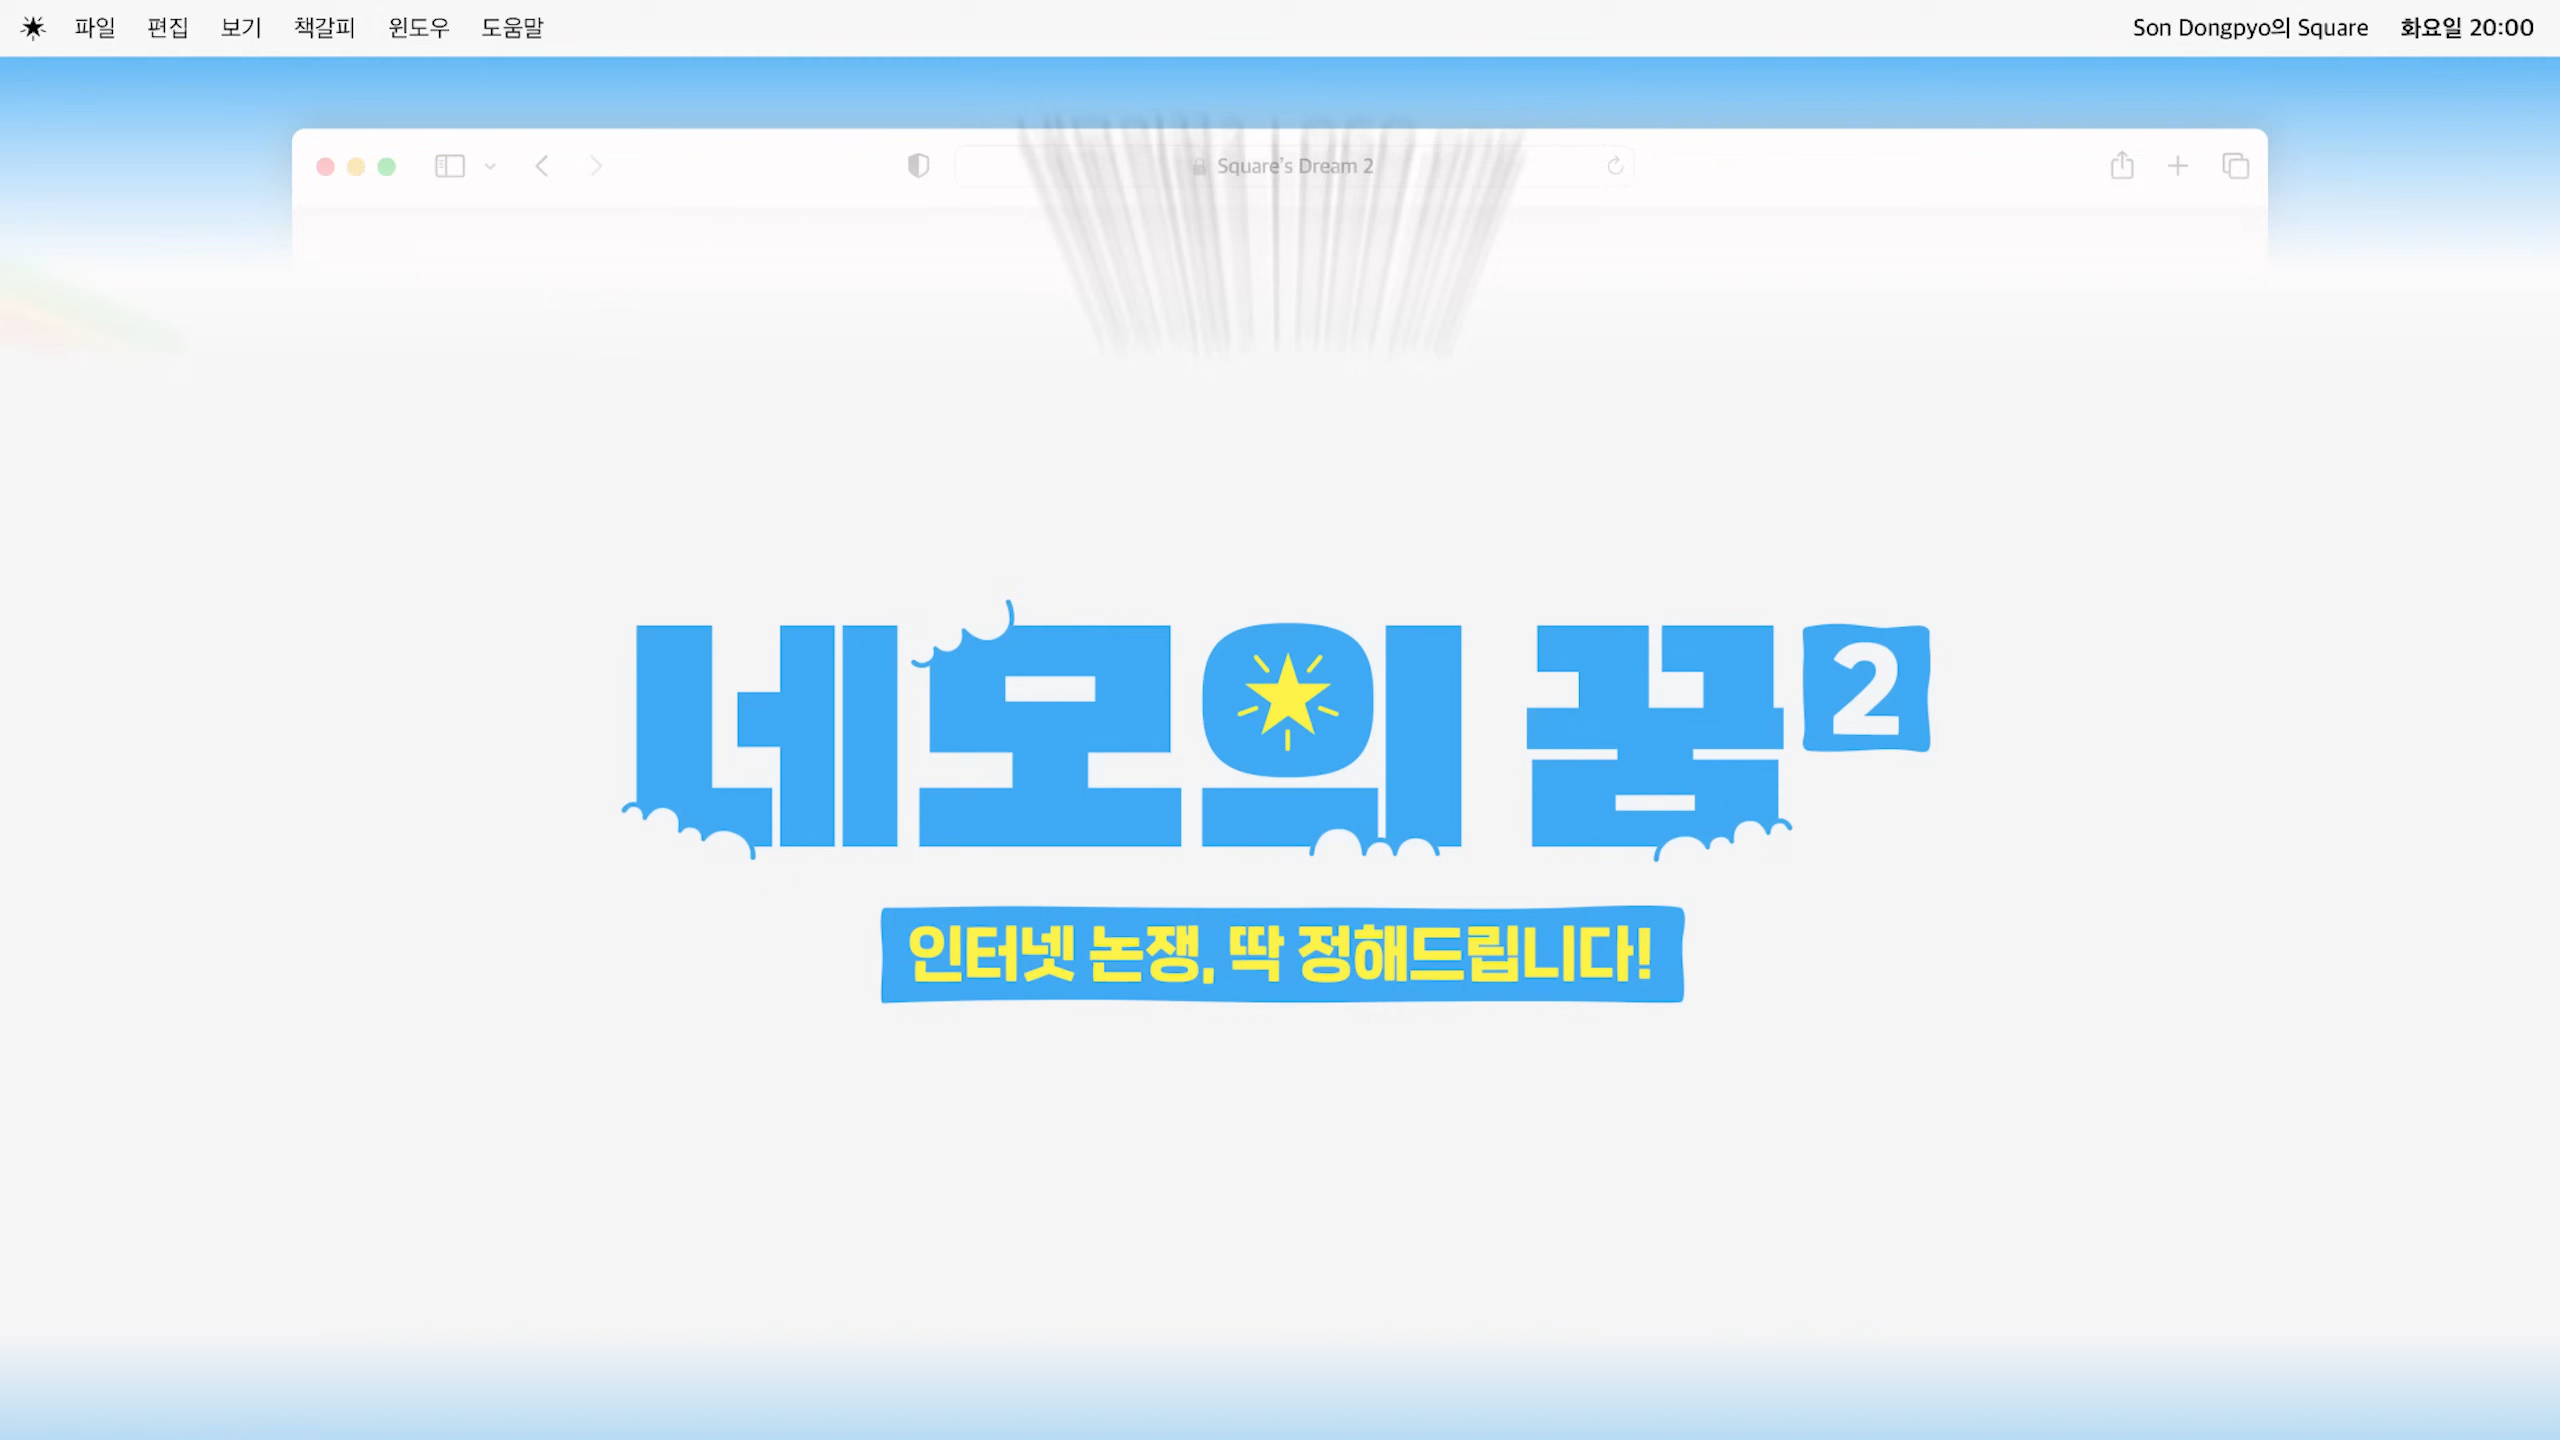 파일 편집 보기 책갈피 윈도우 도움말 Son Dongpyo의 Square 화요일 20:00
Square's Dream 2
네모의 꿈 2
인터넷 논쟁, 딱 정해드립니다!